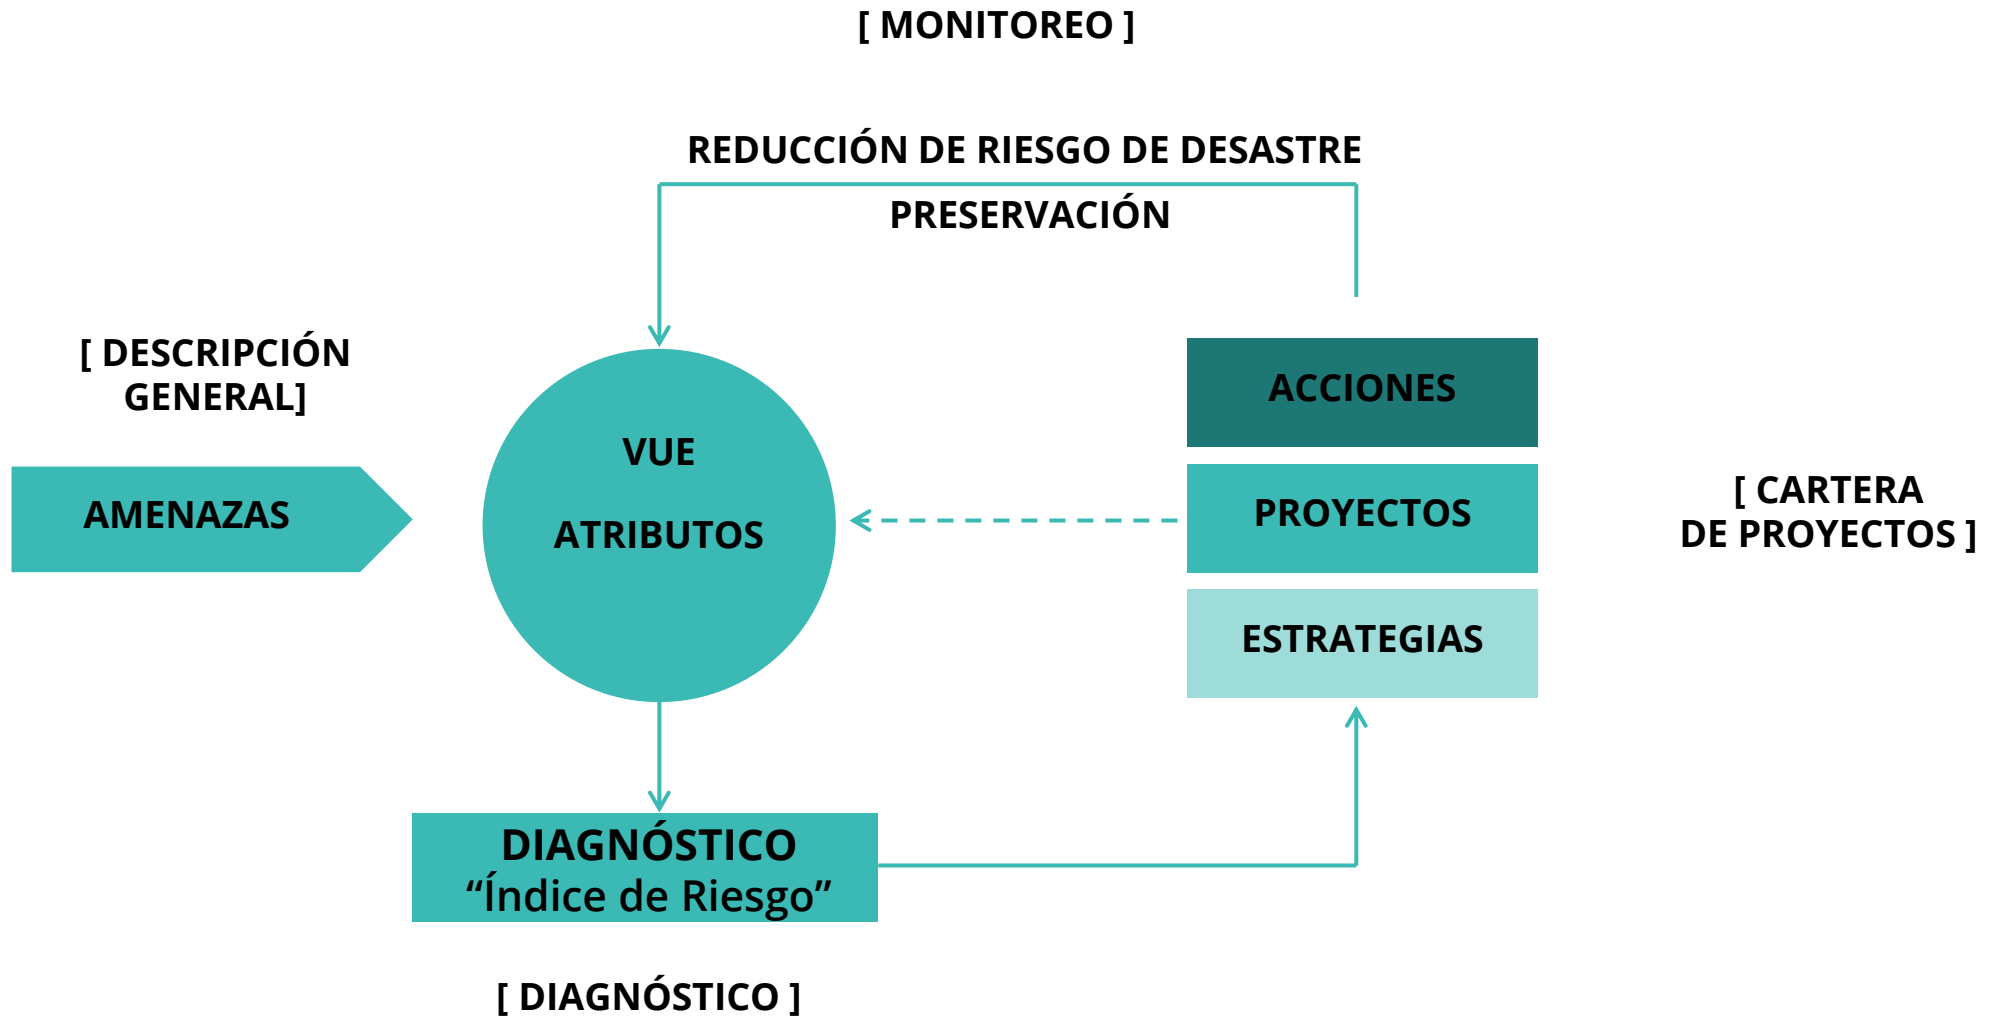 [ MONITOREO ]
REDUCCIÓN DE RIESGO DE DESASTRE
PRESERVACIÓN
[ DESCRIPCIÓN
GENERAL]
AMENAZAS
VUE
ATRIBUTOS
ACCIONES
PROYECTOS
ESTRATEGIAS
[ CARTERA
DE PROYECTOS ]
DIAGNÓSTICO
“Índice de Riesgo”
[ DIAGNÓSTICO ]